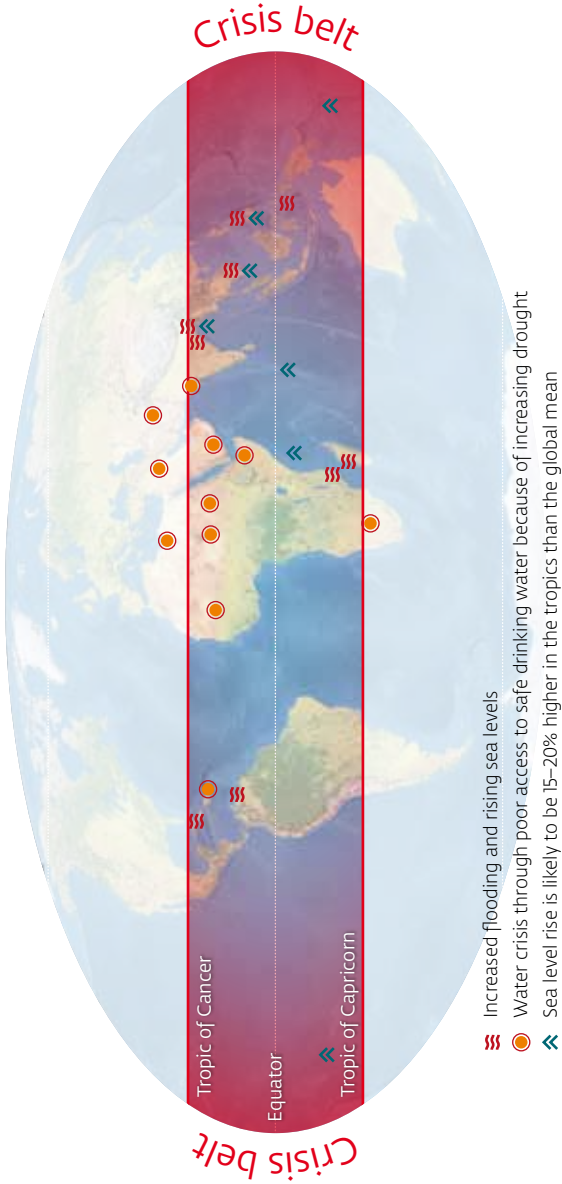 Crisis belt
Tropic of Cancer
Equator
Tropic of Capricorn
Crisis belt
Increased flooding and rising sea levels
Water crisis through poor access to safe drinking water because of increasing drought
Sea level rise is likely to be 15–20% higher in the tropics than the global mean